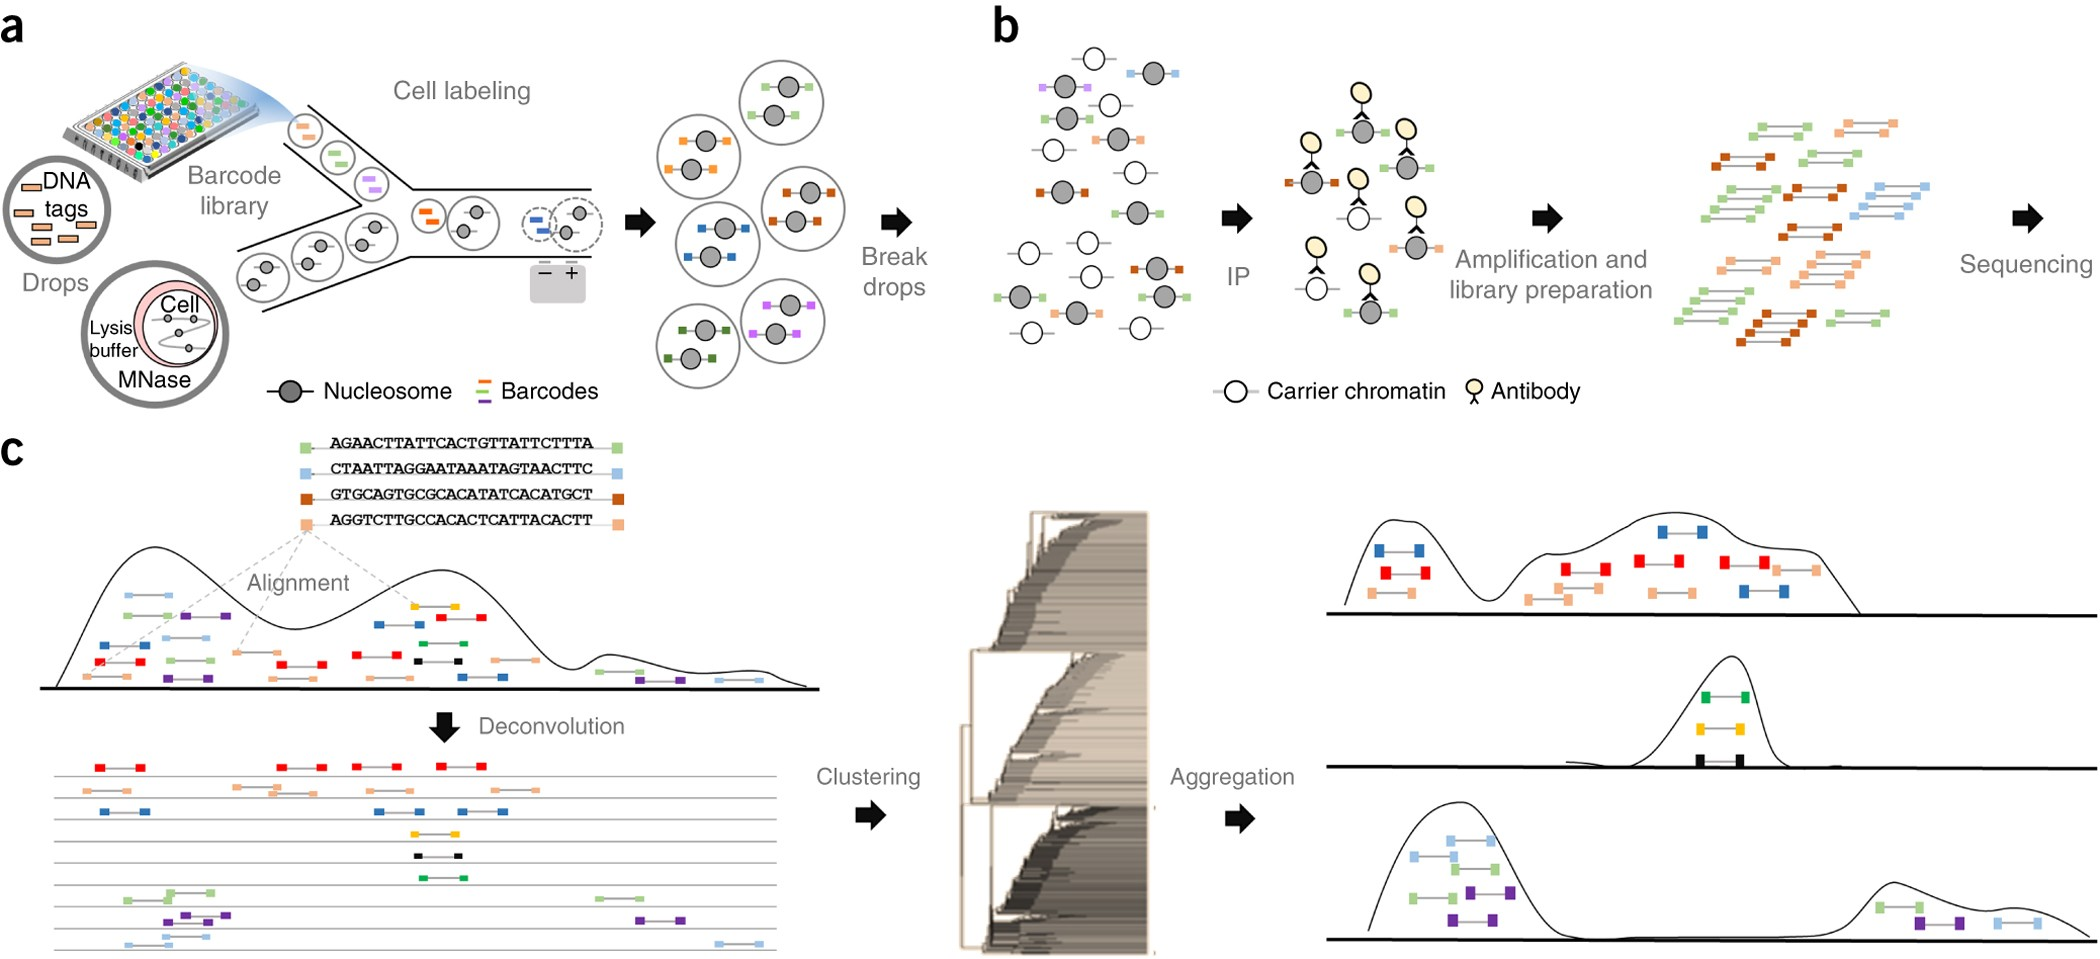 a
Cell labeling
Barcode
library
DNA
tags
Drops
Cell
Lysis
buffer
MNase
− +
Nucleosome
Barcodes
Break
drops
b
IP
Amplification and
library preparation
Sequencing
Carrier chromatin
Antibody
c
AGAACTTATTCACTGTTATTCTTTA
CTAATTAGGAATAAATAGTAACTTC
GTGCAGTGCGCACATATCACATGCT
AGGTCTTGCCACACTCATTACACTT
Alignment
Deconvolution
Clustering
Aggregation